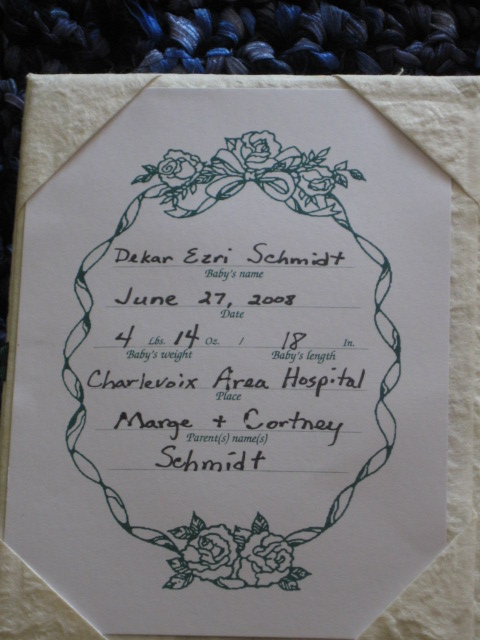 Dekar Ezri Schmidt
Baby's name
June 27, 2008
Date
4 Lbs. 14 Oz. / 18 In.
Baby's weight Baby's length
Charlevoix Area Hospital
Place
Marge + Cortney
Parent(s) name(s)
Schmidt